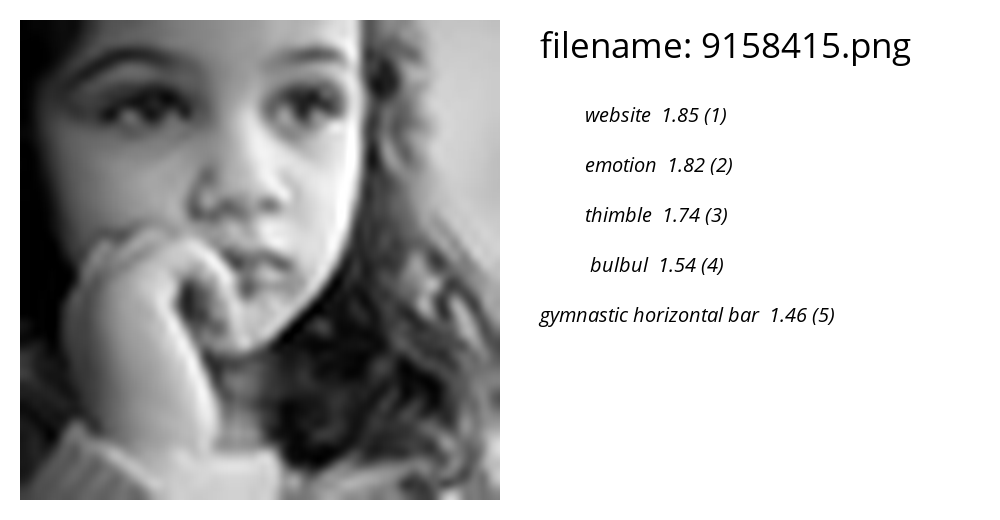 filename: 9158415.png
website 1.85 (1)
emotion 1.82 (2)
thimble 1.74 (3)
bulbul 1.54 (4)
gymnastic horizontal bar 1.46 (5)